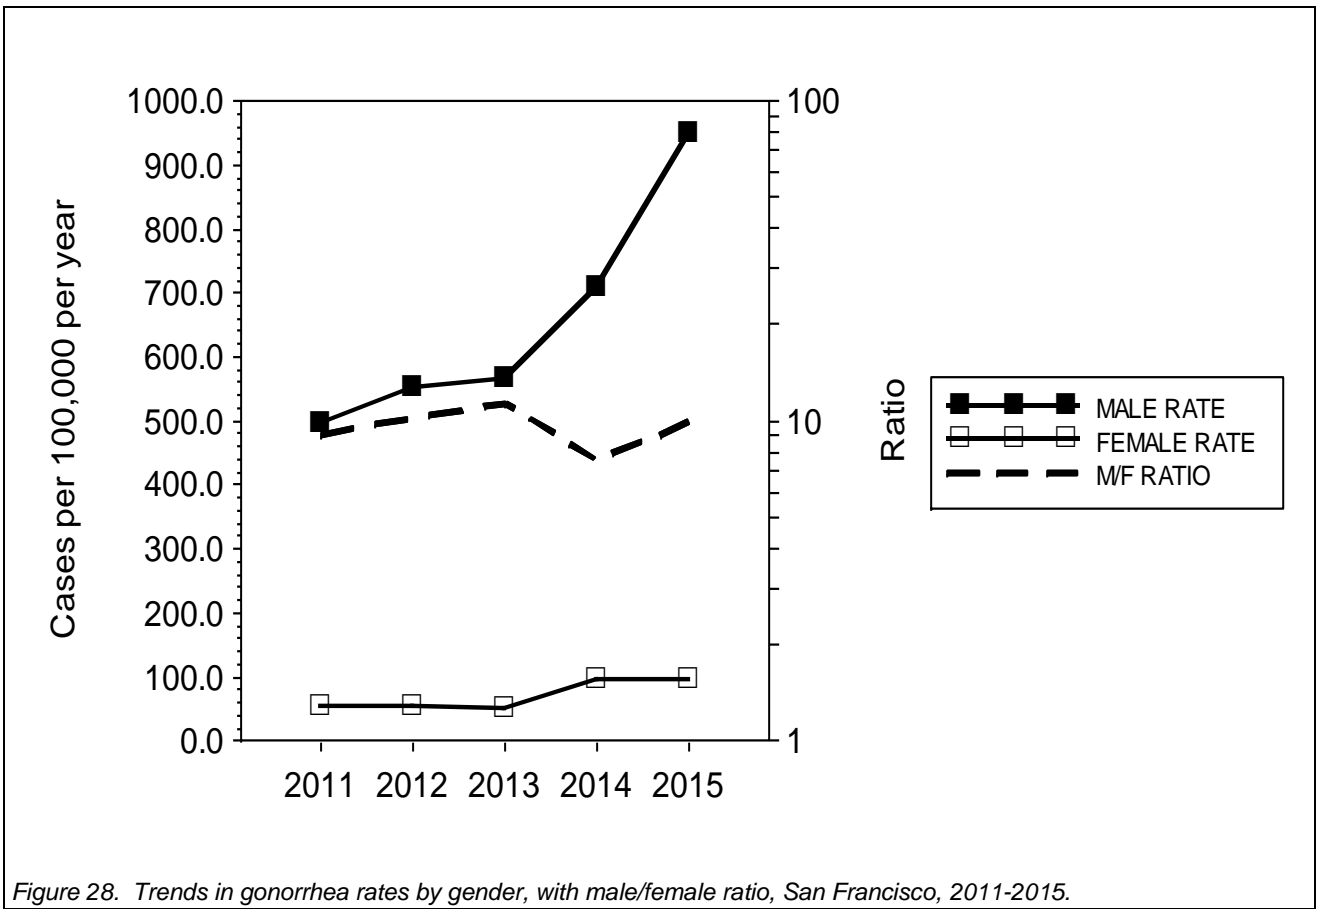 1000.0
900.0
800.0
700.0
600.0
500.0
400.0
300.0
200.0
100.0
0.0
Cases per 100,000 per year
2011 2012 2013 2014 2015
100
10
1
Ratio
MALE RATE
FEMALE RATE
M/F RATIO
Figure 28. Trends in gonorrhea rates by gender, with male/female ratio, San Francisco, 2011-2015.